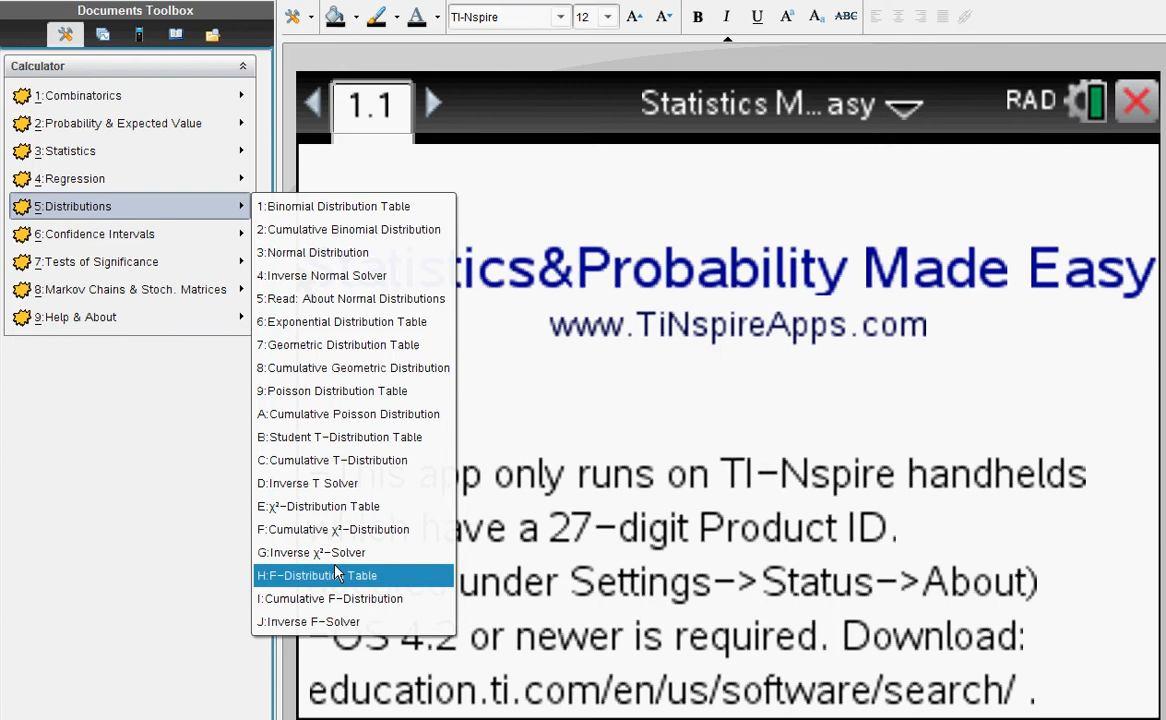 Documents Toolbox
TI-Nspire
12
B I U A ABC
Calculator
1:Combinatorics
2:Probability & Expected Value
3:Statistics
4:Regression
5:Distributions
6:Confidence Intervals
7:Tests of Significance
8:Markov Chains & Stoch. Matrices
9:Help & About
1:Binomial Distribution Table
2:Cumulative Binomial Distribution
3:Normal Distribution
4:Inverse Normal Solver
5:Read: About Normal Distributions
6:Exponential Distribution Table
7:Geometric Distribution Table
8:Cumulative Geometric Distribution
9:Poisson Distribution Table
A:Cumulative Poisson Distribution
B:Student T-Distribution Table
C:Cumulative T-Distribution
D:Inverse T Solver
E:χ²-Distribution Table
F:Cumulative χ²-Distribution
G:Inverse χ²-Solver
H:F-Distribution Table
I:Cumulative F-Distribution
J:Inverse F-Solver
1.1
Statistics M...asy
RAD
Statistics&Probability Made Easy
www.TiNspireApps.com
-This app only runs on TI-Nspire handhelds
which have a 27-digit Product ID.
under Settings->Status->About)
-OS 4.2 or newer is required. Download:
education.ti.com/en/us/software/search/ .